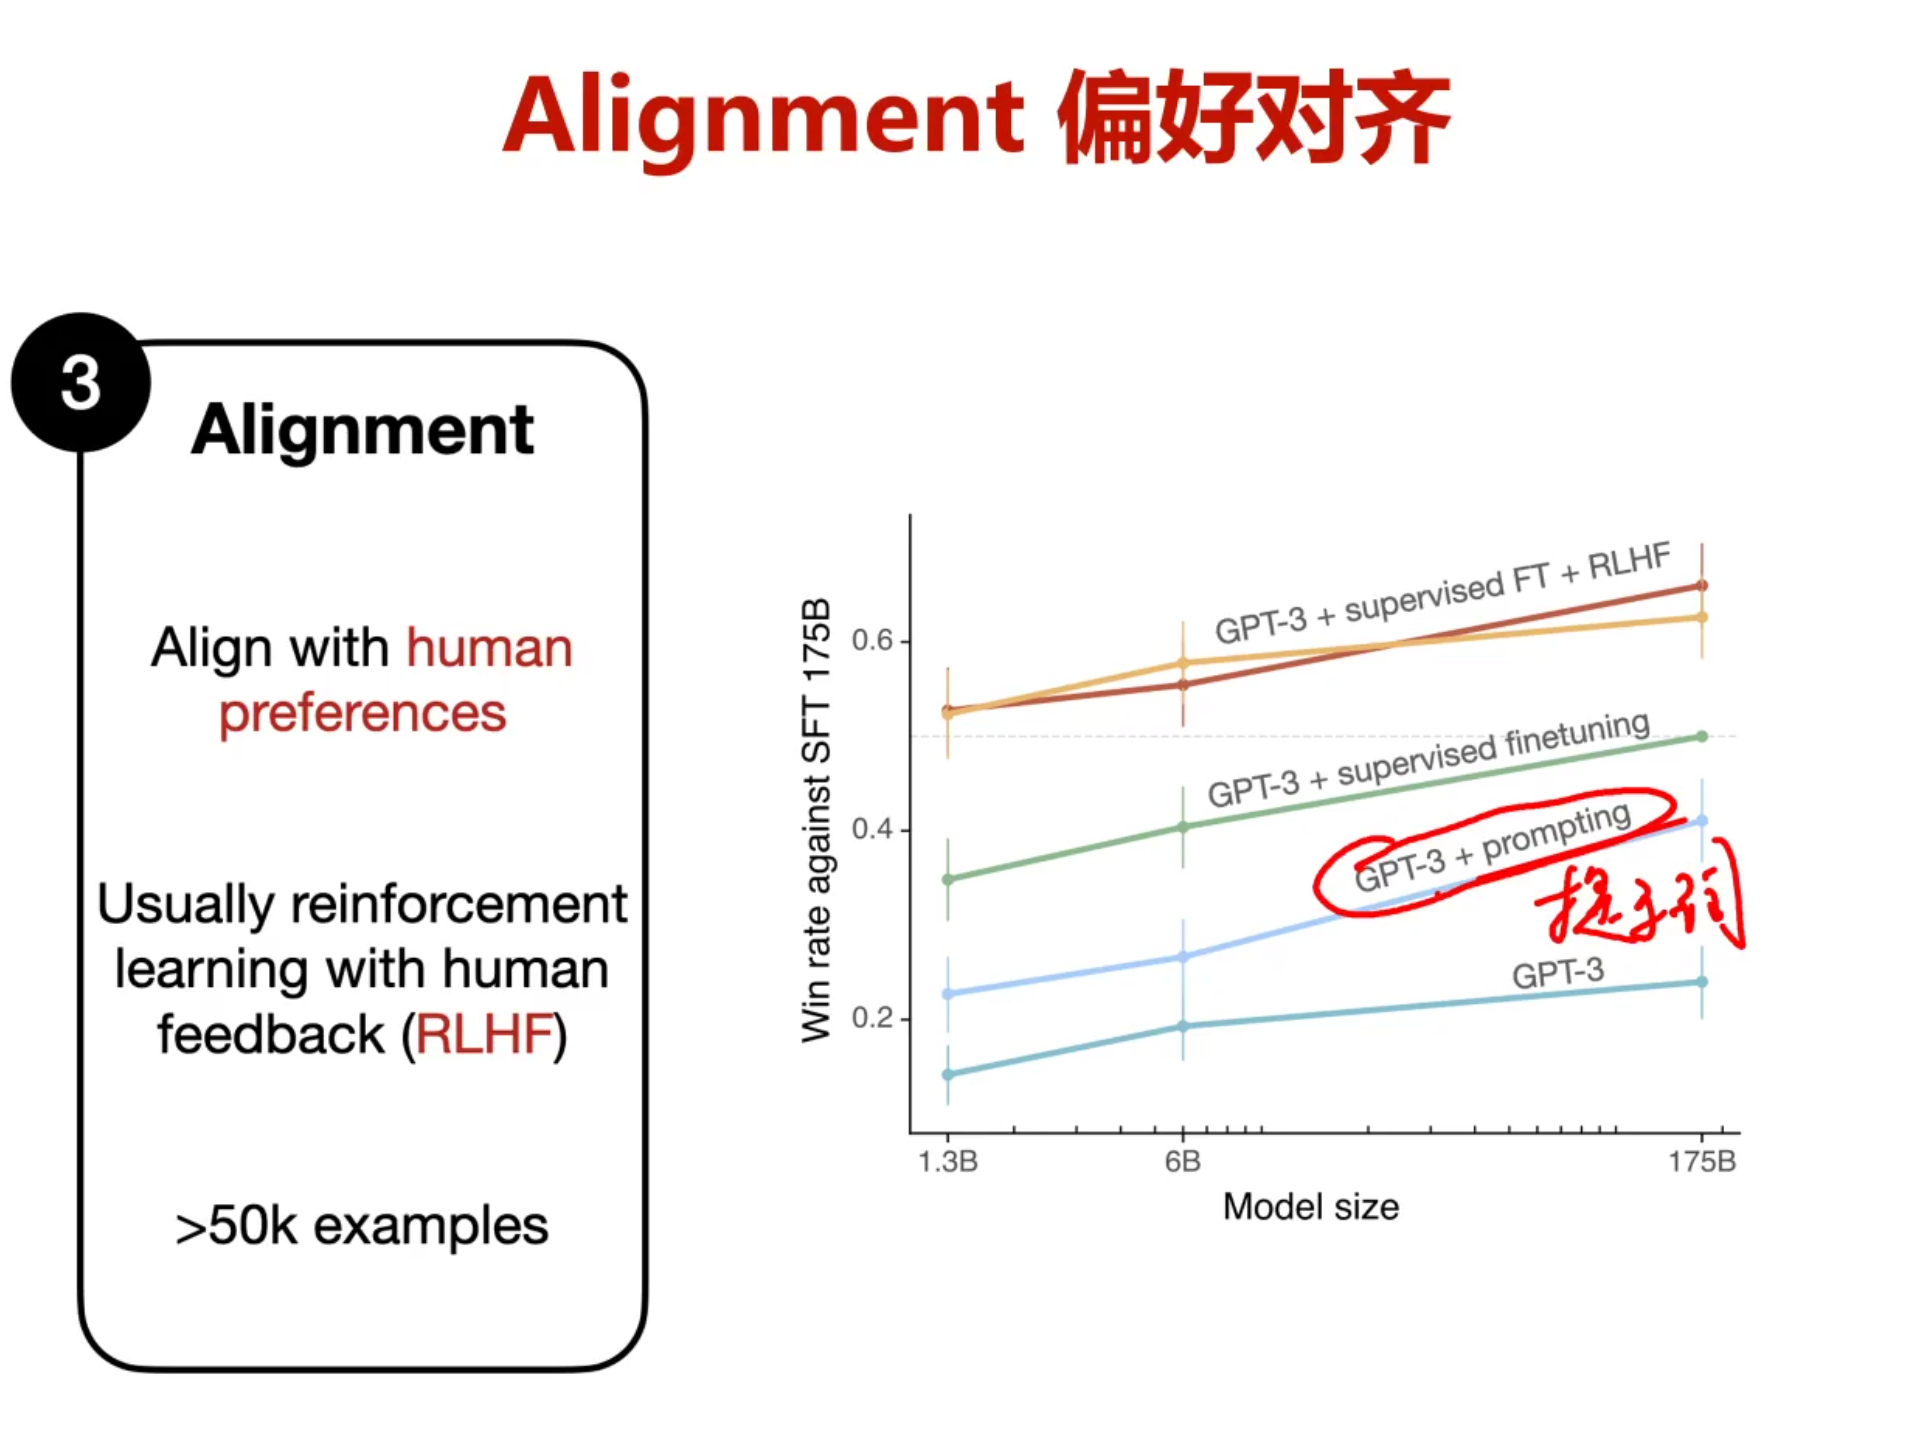 Alignment 偏好对齐
3
Alignment
Align with human
preferences
Usually reinforcement
learning with human
feedback (RLHF)
>50k examples
Win rate against SFT 175B
0.6
0.4
0.2
GPT-3 + supervised FT + RLHF
GPT-3 + supervised finetuning
GPT-3 + prompting
提示词
GPT-3
1.3B
6B
175B
Model size